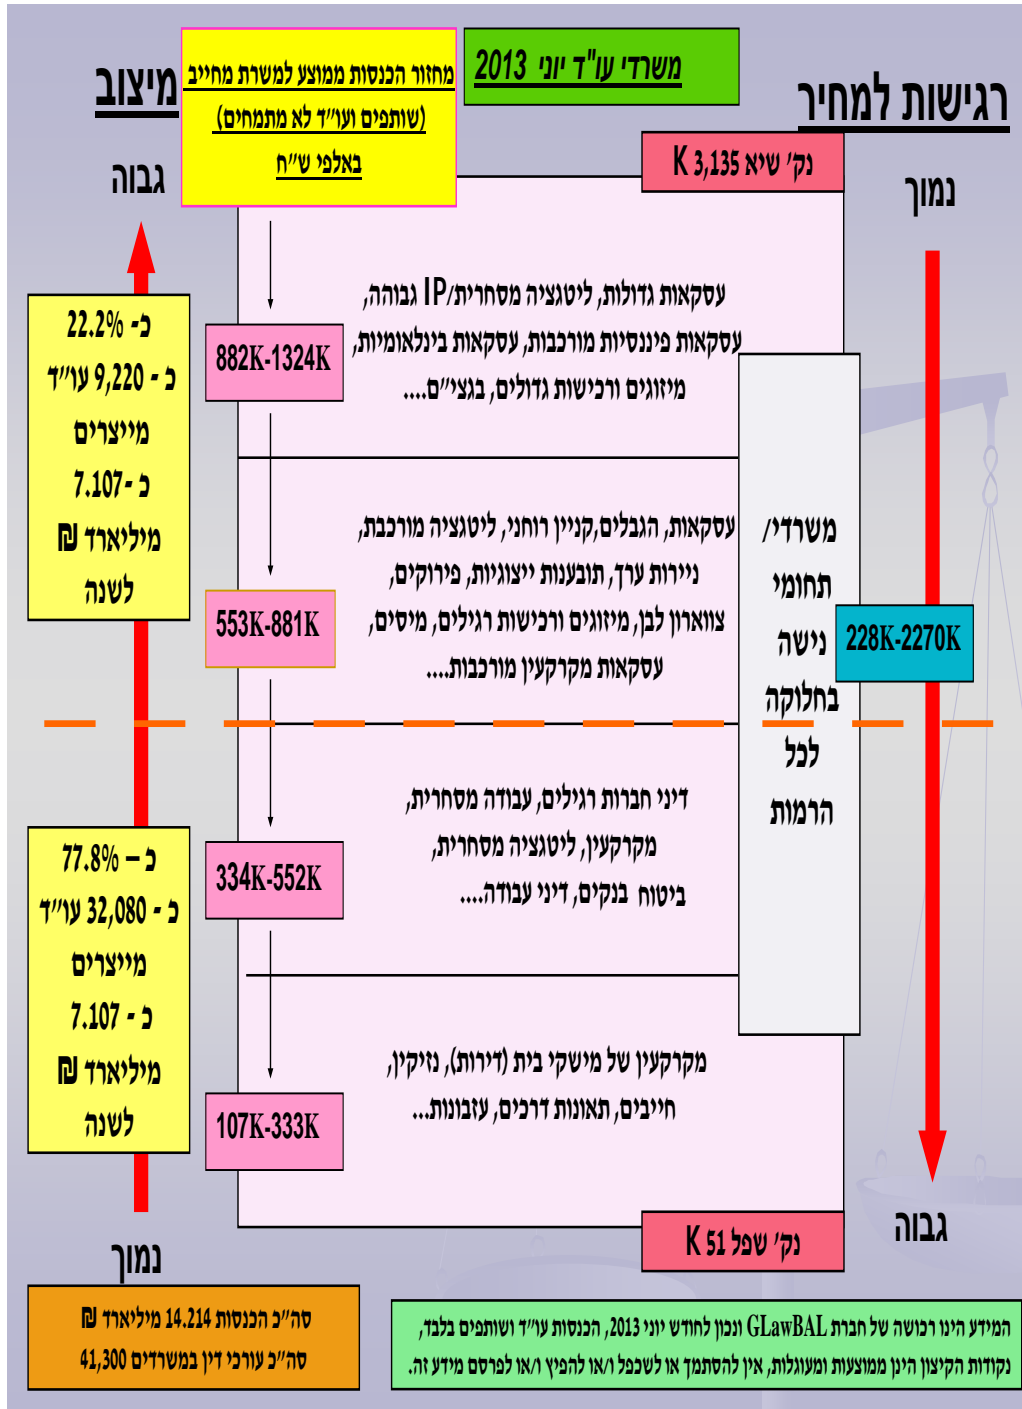 משרדי עו"ד יוני 2013
רגישות למחיר
נמוך
גבוה
מיצוב
גבוה
נמוך
מחזור הכנסות ממוצע למשרת מחייב
(שותפים ועו״ד לא מתמחים)
באלפי ש״ח
נק׳ שיא 3,135 K
882K-1324K
עסקאות גדולות, ליטגציה מסחרית/IP גבוהה,
עסקאות פיננסיות מורכבות, עסקאות בינלאומיות,
מיזוגים ורכישות גדולים, בגצי״ם....
553K-881K
עסקאות, הגבלים,קניין רוחני, ליטגציה מורכבת,
ניירות ערך, תובענות ייצוגיות, פירוקים,
צווארון לבן, מיזוגים ורכישות רגילים, מיסים,
עסקאות מקרקעין מורכבות....
334K-552K
דיני חברות רגילים, עבודה מסחרית,
מקרקעין, ליטגציה מסחרית,
ביטוח בנקים, דיני עבודה....
107K-333K
מקרקעין של מישקי בית (דירות), נזיקין,
חייבים, תאונות דרכים, עזבונות...
נק׳ שפל 51 K
משרדי/
תחומי
נישה
בחלוקה
לכל
הרמות
228K-2270K
כ- 22.2%
כ - 9,220 עו״ד
מייצרים
כ -7.107
מיליארד ₪
לשנה
כ – 77.8%
כ - 32,080 עו״ד
מייצרים
כ - 7.107
מיליארד ₪
לשנה
סה״כ הכנסות 14.214 מיליארד ₪
סה״כ עורכי דין במשרדים 41,300
המידע הינו רכושה של חברת GLawBAL ונכון לחודש יוני 2013, הכנסות עו״ד ושותפים בלבד,
נקודות הקיצון הינן ממוצעות ומעוגלות, אין להסתמך או לשכפל ו/או להפיץ ו/או לפרסם מידע זה.